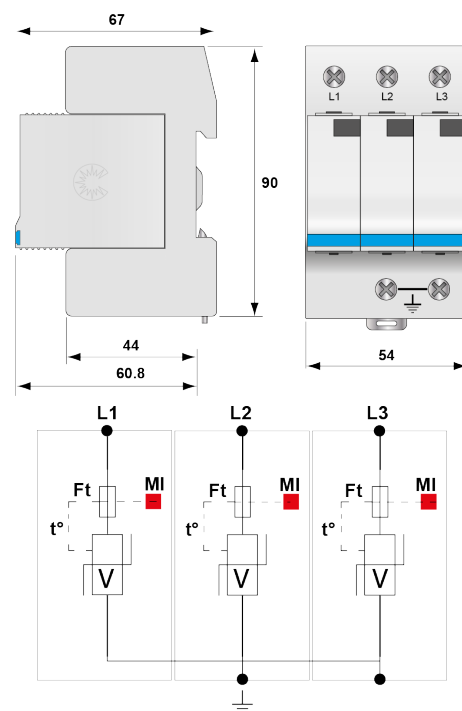 67
L1 L2 L3
90
44
60.8
54
L1 L2 L3
Ft MI Ft MI Ft MI
t° t° t°
V V V